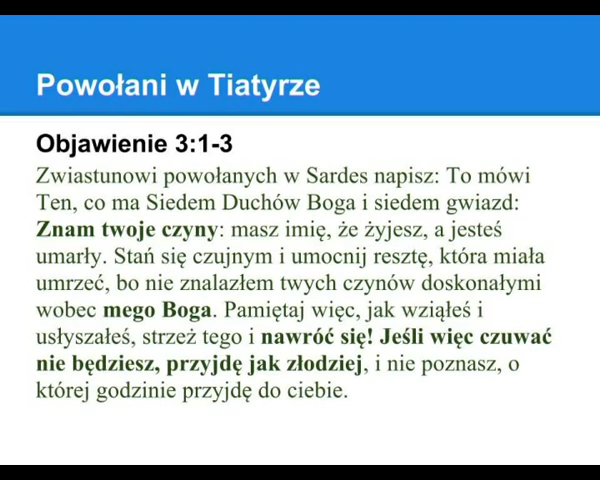 Powołani w Tiatyrze
Objawienie 3:1-3
Zwiastunowi powołanych w Sardes napisz: To mówi
Ten, co ma Siedem Duchów Boga i siedem gwiazd:
Znam twoje czyny: masz imię, że żyjesz, a jesteś
umarły. Stań się czujnym i umocnij resztę, która miała
umrzeć, bo nie znalazłem twych czynów doskonałymi
wobec mego Boga. Pamiętaj więc, jak wziąłeś i
usłyszałeś, strzeż tego i nawróć się! Jeśli więc czuwać
nie będziesz, przyjdę jak złodziej, i nie poznasz, o
której godzinie przyjdę do ciebie.